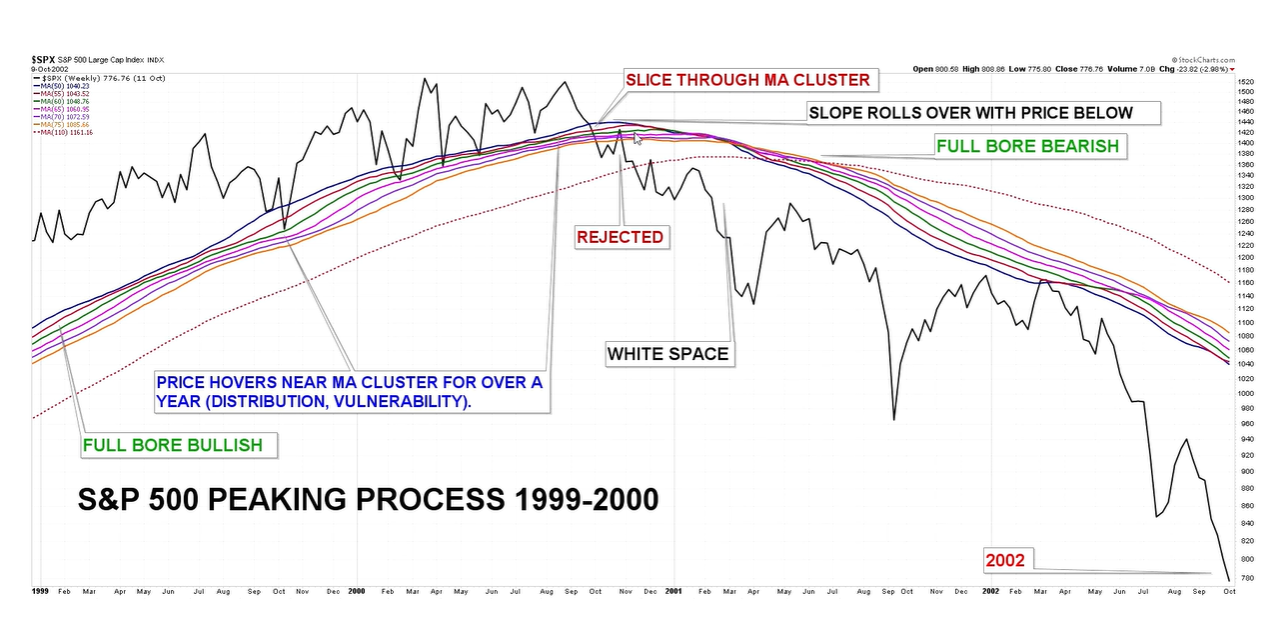 $SPX S&P 500 Large Cap Index INDX
© StockCharts.com
9-Oct-2002
Open 800.58 High 808.86 Low 775.80 Close 776.76 Volume 7.0B Chg -23.82 (-2.98%)
$SPX (Weekly) 776.76 (11 Oct)
MA(50) 1040.23
MA(55) 1043.52
MA(60) 1048.76
MA(65) 1060.95
MA(70) 1072.59
MA(75) 1085.66
MA(110) 1161.16
SLICE THROUGH MA CLUSTER
SLOPE ROLLS OVER WITH PRICE BELOW
FULL BORE BEARISH
REJECTED
WHITE SPACE
PRICE HOVERS NEAR MA CLUSTER FOR OVER A
YEAR (DISTRIBUTION, VULNERABILITY).
FULL BORE BULLISH
S&P 500 PEAKING PROCESS 1999-2000
2002
1520
1500
1480
1460
1440
1420
1400
1380
1360
1340
1320
1300
1280
1260
1240
1220
1200
1180
1160
1140
1120
1100
1080
1060
1040
1020
1000
980
960
940
920
900
880
860
840
820
800
780
1999 Feb Mar Apr May Jun Jul Aug Sep Oct Nov Dec 2000 Feb Mar Apr May Jun Jul Aug Sep Oct Nov Dec 2001 Feb Mar Apr May Jun Jul Aug Sep Oct Nov Dec 2002 Feb Mar Apr May Jun Jul Aug Sep Oct